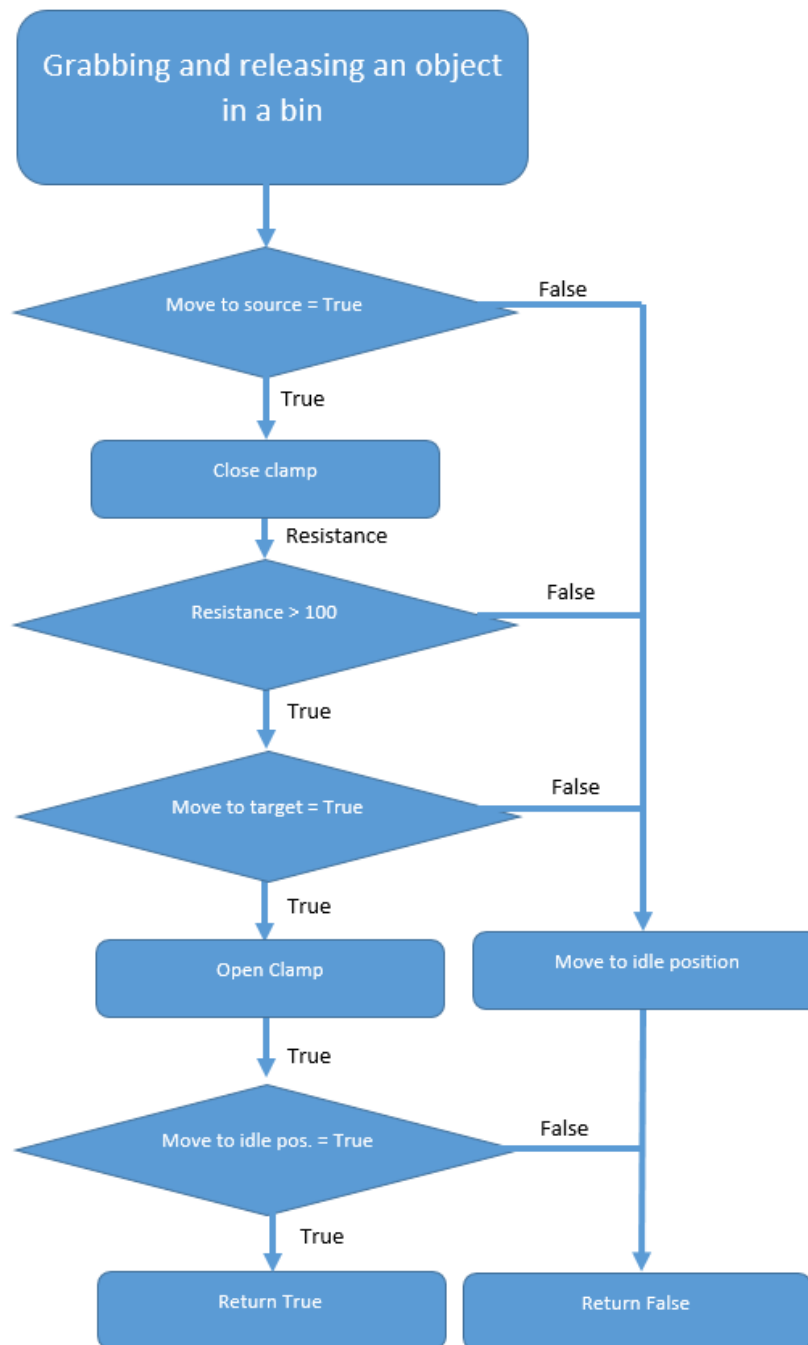 Grabbing and releasing an object
in a bin
Move to source = True
False
True
Close clamp
Resistance
Resistance > 100
False
True
Move to target = True
False
True
Open Clamp
Move to idle position
True
Move to idle pos. = True
False
True
Return True
Return False